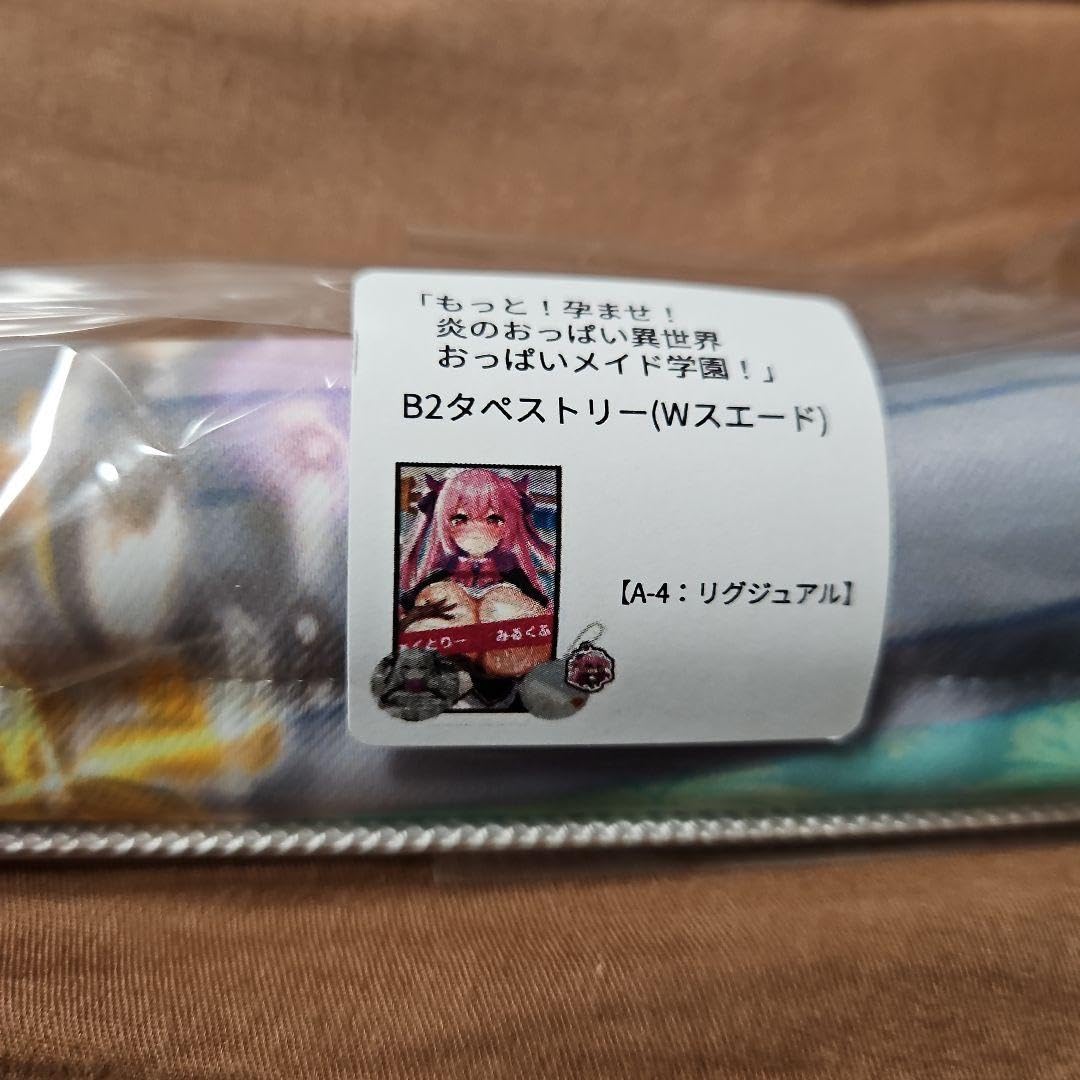 「もっと！孕ませ！
炎のおっぱい異世界
おっぱいメイド学園！」
B2タペストリー(Wスエード)
【A-4：リグジュアル】
みるくふ